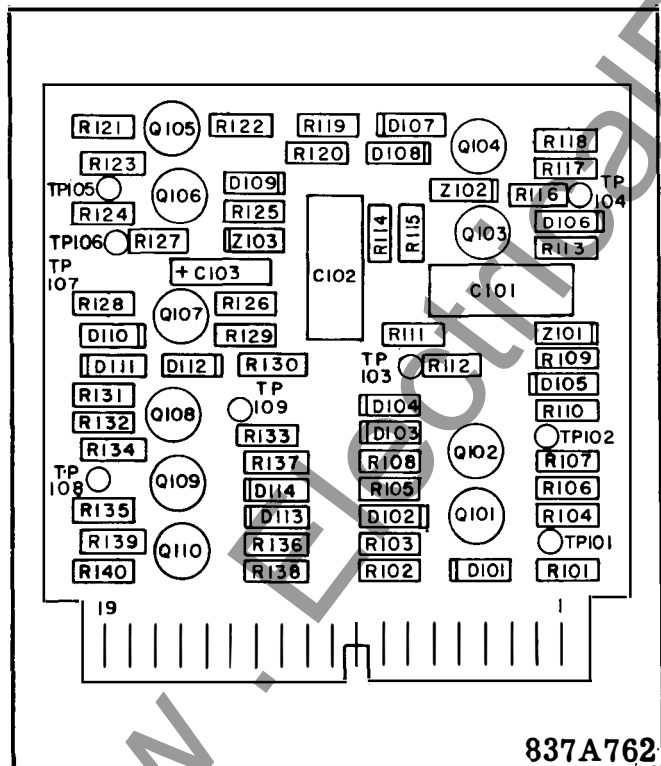 R121 Q105 R122 R119 D107
R120 D108 Q104 R118
R123 R117
TP105 Q106 D109 Z102 R116 TP 104
R124 R125 R114 R115 D106
TP106 R127 Z103 Q103 R113
TP 107 + C103 C102 C101
R128 Q107 R126
D110 R129 R111 Z101
D111 D112 R130 TP 103 R112 R109
R131 TP 109 D104 D105
R132 Q108 R110
R134 R133 D103 Q102 TP102
TP 108 R137 R108 R107
Q109 D114 R105 R106
R135 D113 D102 Q101 R104
R139 Q110 R136 R103 TP101
R140 R138 R102 D101 R101
19 1
837A762
w . Electrical